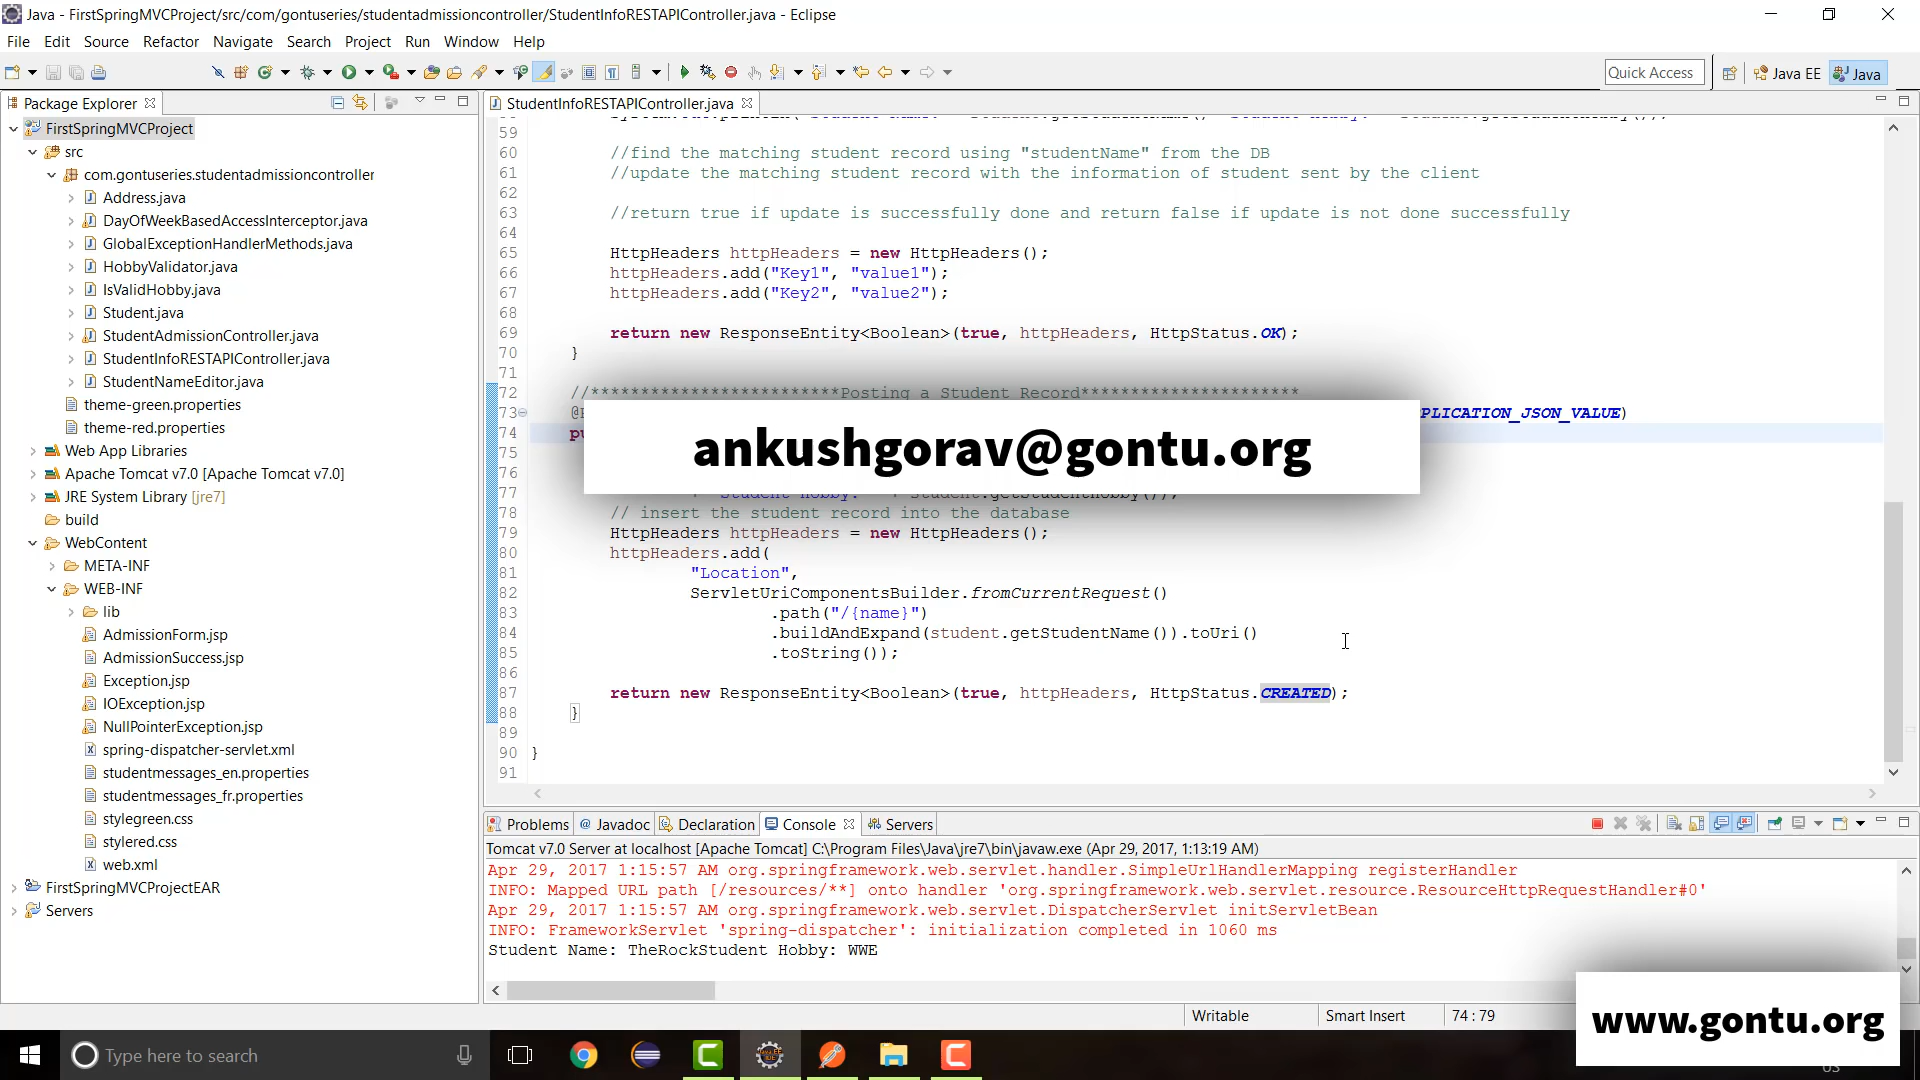 Java - FirstSpringMVCProject/src/com/gontuseries/studentadmissioncontroller/StudentInfoRESTAPIController.java - Eclipse
File Edit Source Refactor Navigate Search Project Run Window Help
Quick Access Java EE Java
Package Explorer
FirstSpringMVCProject
src
com.gontuseries.studentadmissioncontroller
Address.java
DayOfWeekBasedAccessInterceptor.java
GlobalExceptionHandlerMethods.java
HobbyValidator.java
IsValidHobby.java
Student.java
StudentAdmissionController.java
StudentInfoRESTAPIController.java
StudentNameEditor.java
theme-green.properties
theme-red.properties
Web App Libraries
Apache Tomcat v7.0 [Apache Tomcat v7.0]
JRE System Library [jre7]
build
WebContent
META-INF
WEB-INF
lib
AdmissionForm.jsp
AdmissionSuccess.jsp
Exception.jsp
IOException.jsp
NullPointerException.jsp
spring-dispatcher-servlet.xml
studentmessages_en.properties
studentmessages_fr.properties
stylegreen.css
stylered.css
web.xml
FirstSpringMVCProjectEAR
Servers
StudentInfoRESTAPIController.java
59
60 //find the matching student record using "studentName" from the DB
61 //update the matching student record with the information of student sent by the client
62
63 //return true if update is successfully done and return false if update is not done successfully
64
65 HttpHeaders httpHeaders = new HttpHeaders();
66 httpHeaders.add("Key1", "value1");
67 httpHeaders.add("Key2", "value2");
68
69 return new ResponseEntity<Boolean>(true, httpHeaders, HttpStatus.OK);
70 }
71
72 //*************************Posting a Student Record**********************
73 PLICATION_JSON_VALUE)
74
75
76
ankushgorav@gontu.org
77 student.getStudentHobby());
78 // insert the student record into the database
79 HttpHeaders httpHeaders = new HttpHeaders();
80 httpHeaders.add(
81 "Location",
82 ServletUriComponentsBuilder.fromCurrentRequest()
83 .path("/{name}")
84 .buildAndExpand(student.getStudentName()).toUri()
85 .toString());
86
87 return new ResponseEntity<Boolean>(true, httpHeaders, HttpStatus.CREATED);
88 }
89
90 }
91
Problems @ Javadoc Declaration Console Servers
Tomcat v7.0 Server at localhost [Apache Tomcat] C:\Program Files\Java\jre7\bin\javaw.exe (Apr 29, 2017, 1:13:19 AM)
Apr 29, 2017 1:15:57 AM org.springframework.web.servlet.handler.SimpleUrlHandlerMapping registerHandler
INFO: Mapped URL path [/resources/**] onto handler 'org.springframework.web.servlet.resource.ResourceHttpRequestHandler#0'
Apr 29, 2017 1:15:57 AM org.springframework.web.servlet.DispatcherServlet initServletBean
INFO: FrameworkServlet 'spring-dispatcher': initialization completed in 1060 ms
Student Name: TheRockStudent Hobby: WWE
Writable Smart Insert 74 : 79
www.gontu.org
Type here to search